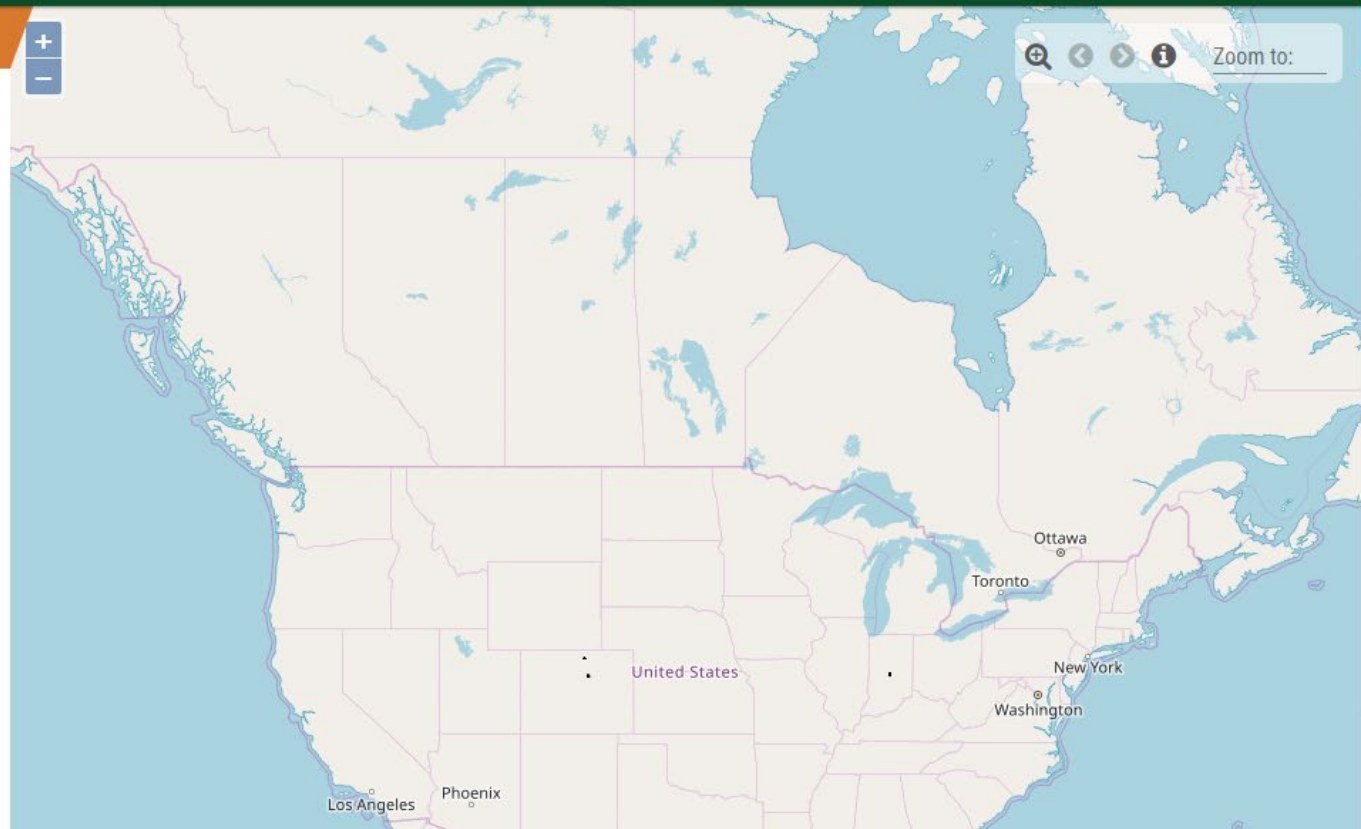 +
−
Zoom to:
Ottawa
Toronto
New York
United States
Washington
Phoenix
Los Angeles